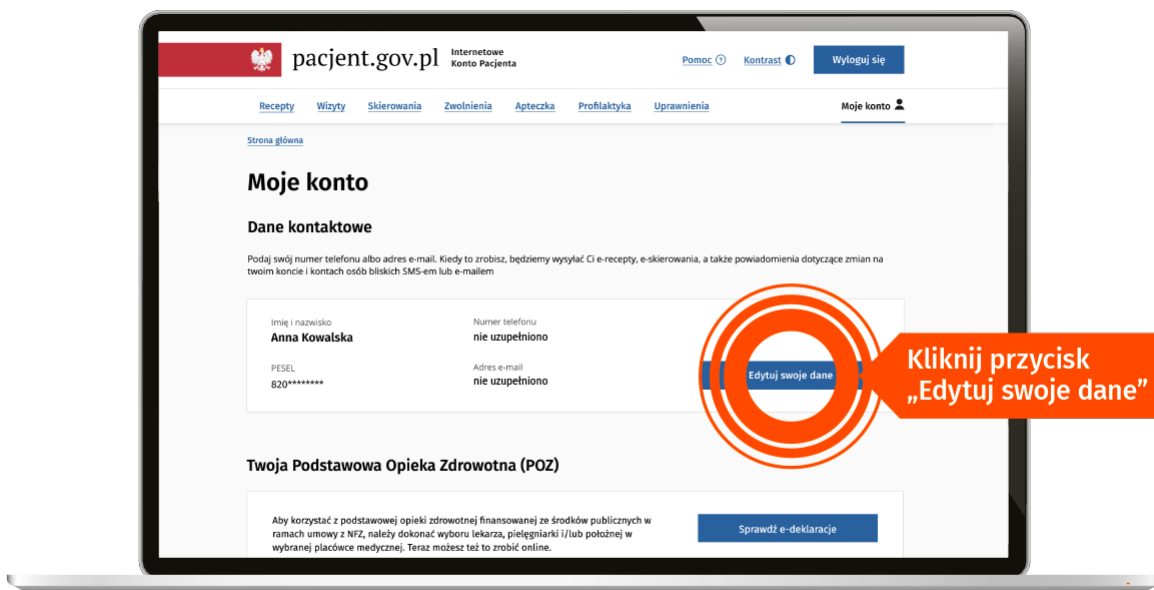 pacjent.gov.pl
Internetowe
Konto Pacjenta
Pomoc
Kontrast
Wyloguj się
Recepty Wizyty Skierowania Zwolnienia Apteczka Profilaktyka Uprawnienia Moje konto
Strona główna
Moje konto
Dane kontaktowe
Podaj swój numer telefonu albo adres e-mail. Kiedy to zrobisz, będziemy wysyłać Ci e-recepty, e-skierowania, a także powiadomienia dotyczące zmian na
twoim koncie i kontach osób bliskich SMS-em lub e-mailem
Imię i nazwisko
Anna Kowalska
Numer telefonu
nie uzupełniono
PESEL
820********
Adres e-mail
nie uzupełniono
Edytuj swoje dane
Kliknij przycisk
„Edytuj swoje dane”
Twoja Podstawowa Opieka Zdrowotna (POZ)
Aby korzystać z podstawowej opieki zdrowotnej finansowanej ze środków publicznych w
ramach umowy z NFZ, należy dokonać wyboru lekarza, pielęgniarki i/lub położnej w
wybranej placówce medycznej. Teraz możesz też to zrobić online.
Sprawdź e-deklaracje